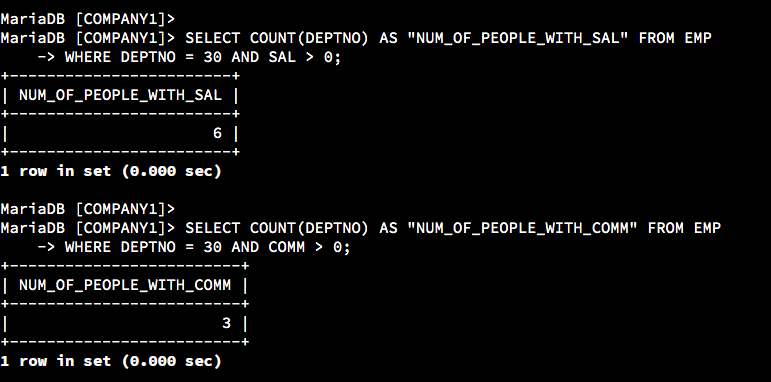 MariaDB [COMPANY1]>
MariaDB [COMPANY1]> SELECT COUNT(DEPTNO) AS "NUM_OF_PEOPLE_WITH_SAL" FROM EMP
    -> WHERE DEPTNO = 30 AND SAL > 0;
+------------------------+
| NUM_OF_PEOPLE_WITH_SAL |
+------------------------+
|                      6 |
+------------------------+
1 row in set (0.000 sec)

MariaDB [COMPANY1]>
MariaDB [COMPANY1]> SELECT COUNT(DEPTNO) AS "NUM_OF_PEOPLE_WITH_COMM" FROM EMP
    -> WHERE DEPTNO = 30 AND COMM > 0;
+-------------------------+
| NUM_OF_PEOPLE_WITH_COMM |
+-------------------------+
|                       3 |
+-------------------------+
1 row in set (0.000 sec)